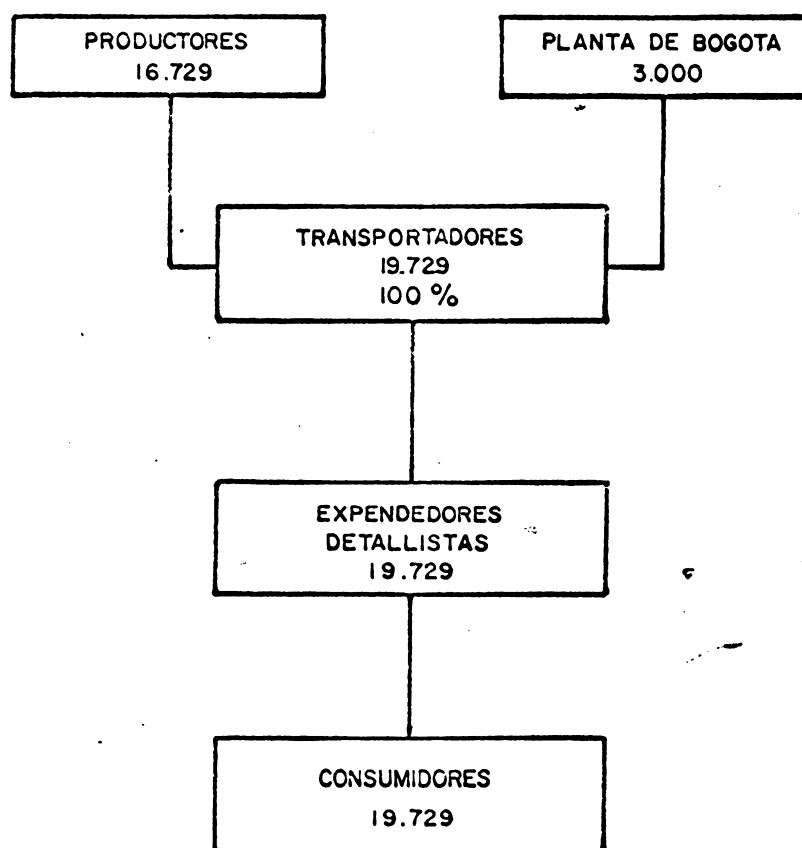 PRODUCTORES
16.729
PLANTA DE BOGOTA
3.000
TRANSPORTADORES
19.729
100 %
EXPENDEDORES
DETALLISTAS
19.729
CONSUMIDORES
19.729